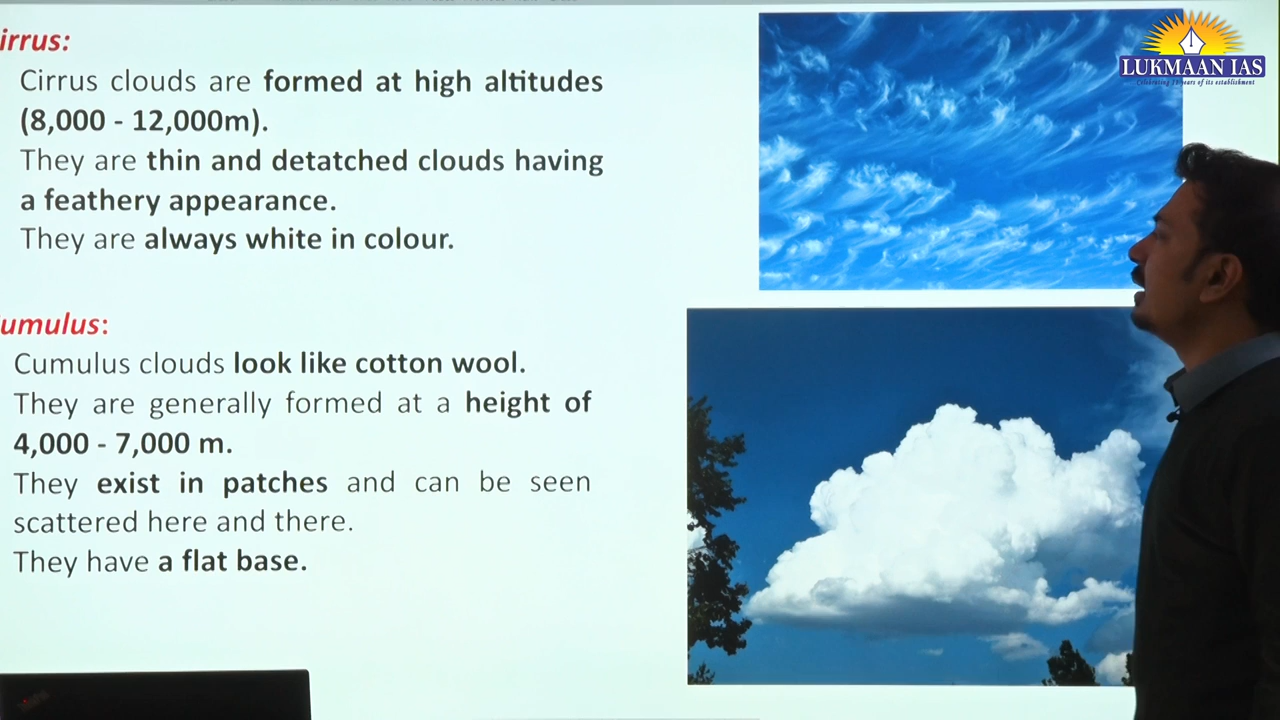 irrus:
Cirrus clouds are formed at high altitudes
(8,000 - 12,000m).
They are thin and detatched clouds having
a feathery appearance.
They are always white in colour.
umulus:
Cumulus clouds look like cotton wool.
They are generally formed at a height of
4,000 - 7,000 m.
They exist in patches and can be seen
scattered here and there.
They have a flat base.
LUKMAAN IAS
of its establishment